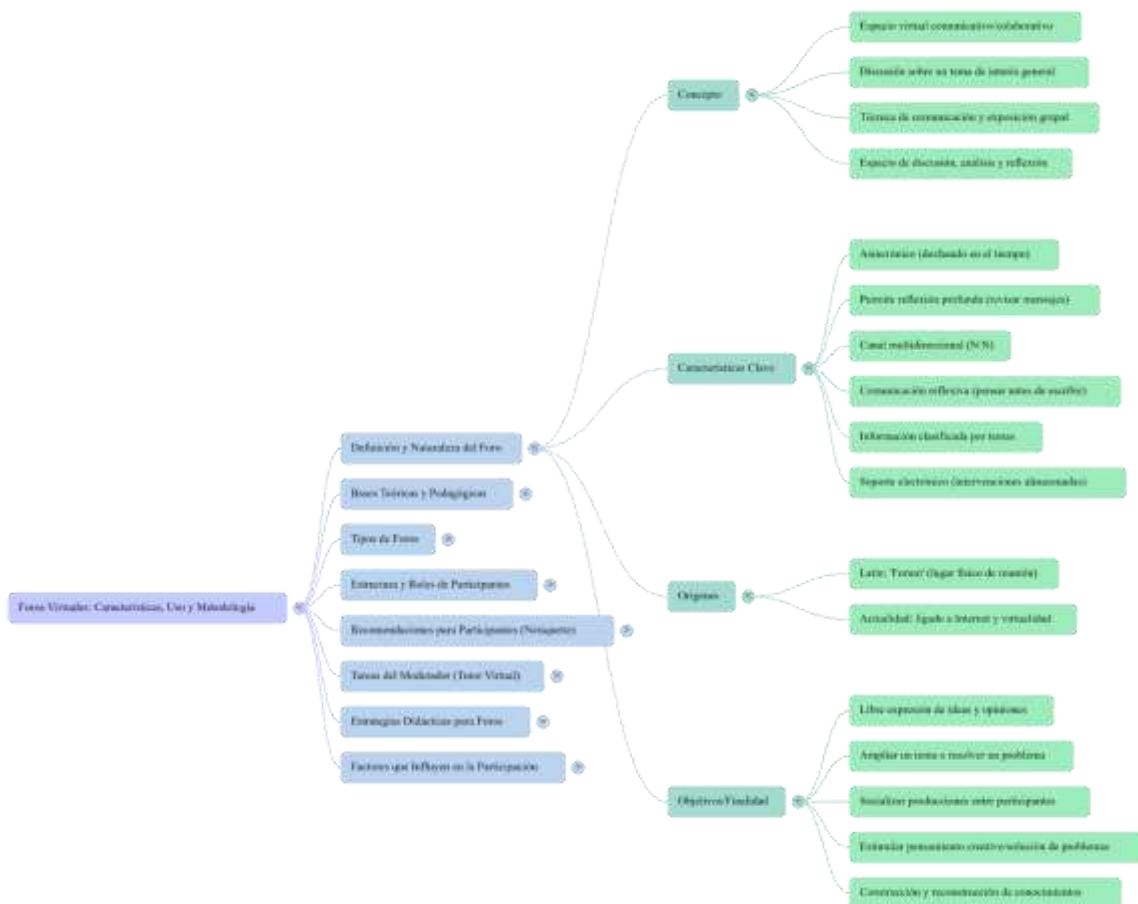 Foros Virtuales: Características, Uso y Metodología
Definición y Naturaleza del Foro
Bases Teóricas y Pedagógicas
Tipos de Foros
Estructura y Roles de Participantes
Recomendaciones para Participantes (Netiqueta)
Tareas del Moderador (Tutor Virtual)
Estrategias Didácticas para Foros
Factores que Influyen en la Participación
Concepto
Espacio virtual comunicativo/colaborativo
Discusión sobre un tema de interés general
Técnica de comunicación y exposición grupal
Espacio de discusión, análisis y reflexión
Características Clave
Asincrónico (desfasado en el tiempo)
Permite reflexión profunda (revisar mensajes)
Canal multidireccional (N:N)
Comunicación reflexiva (pensar antes de escribir)
Información clasificada por temas
Soporte electrónico (intervenciones almacenadas)
Orígenes
Latín: 'Forum' (lugar físico de reunión)
Actualidad: ligado a Internet y virtualidad
Objetivos/Finalidad
Libre expresión de ideas y opiniones
Ampliar un tema o resolver un problema
Socializar producciones entre participantes
Estimular pensamiento creativo/solución de problemas
Construcción y reconstrucción de conocimientos